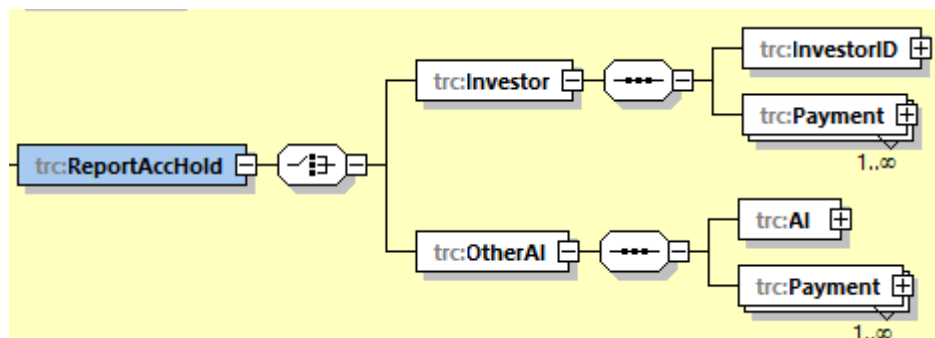 trc:InvestorID
trc:Investor
trc:Payment
1..∞
trc:ReportAccHold
trc:AI
trc:OtherAI
trc:Payment
1..∞